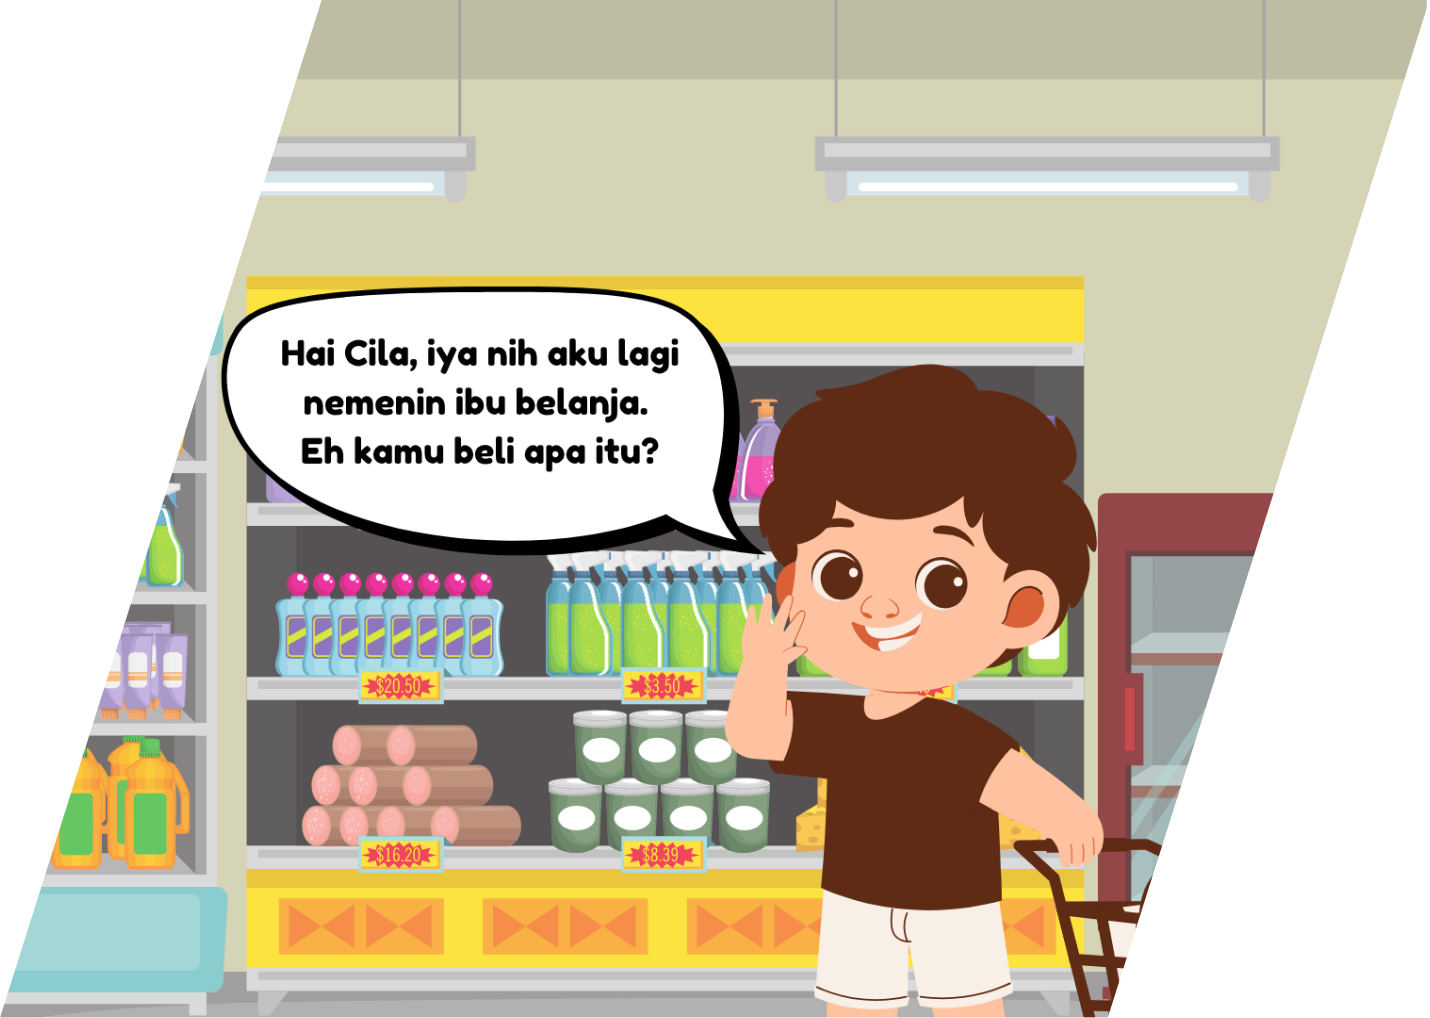 Hai Cila, iya nih aku lagi
nemenin ibu belanja.
Eh kamu beli apa itu?
$20.50
$3.50
$16.20
$8.39